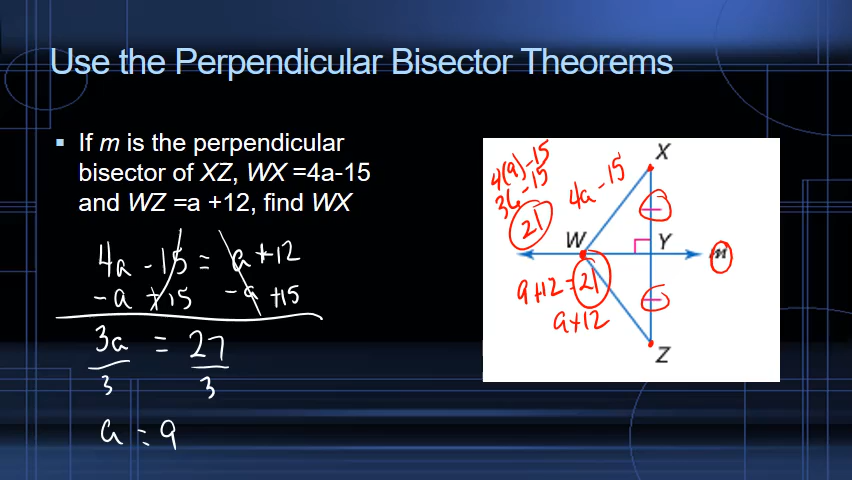 Use the Perpendicular Bisector Theorems
▪ If m is the perpendicular
bisector of XZ, WX =4a-15
and WZ =a +12, find WX
4a - 15 = a + 12
-a +15 -a +15
3a = 27
3 3
a = 9
4(9)-15
36-15
21
4a - 15
X
W
Y
m
9+12 = 21
a+12
Z